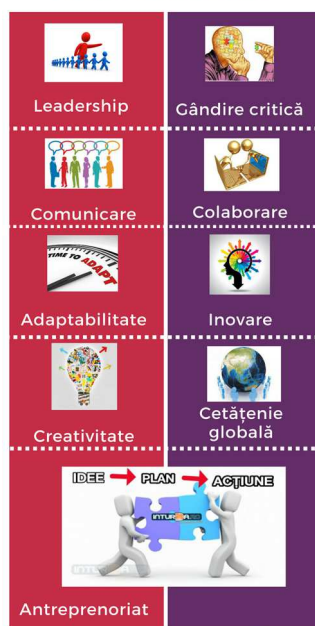 Leadership
Gândire critică
Comunicare
Colaborare
TIME TO ADAPT
Adaptabilitate
Inovare
Creativitate
Cetățenie
globală
IDEE PLAN ACȚIUNE
Antreprenoriat